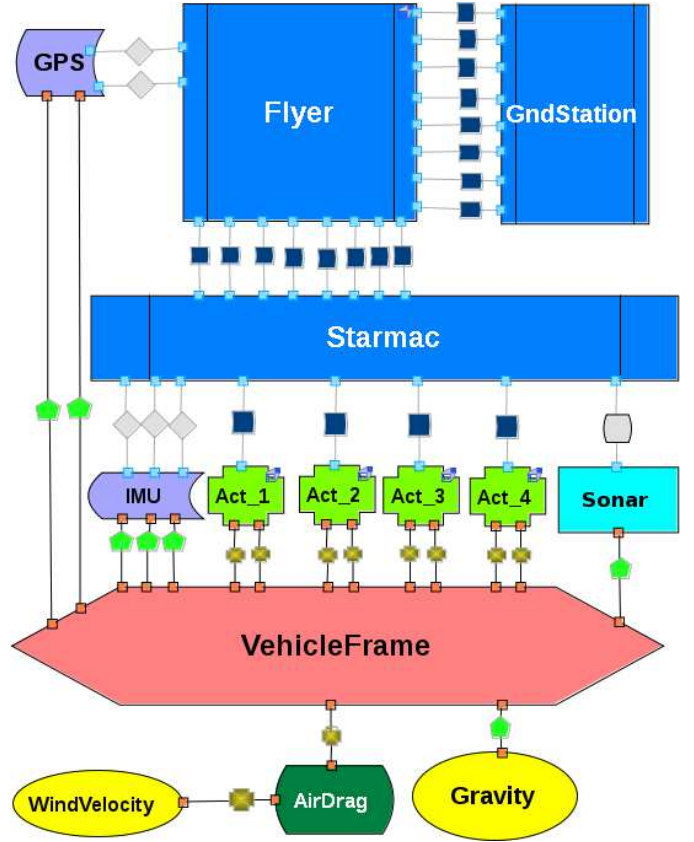 GPS
Flyer
GndStation
Starmac
IMU
Act_1
Act_2
Act_3
Act_4
Sonar
VehicleFrame
WindVelocity
AirDrag
Gravity